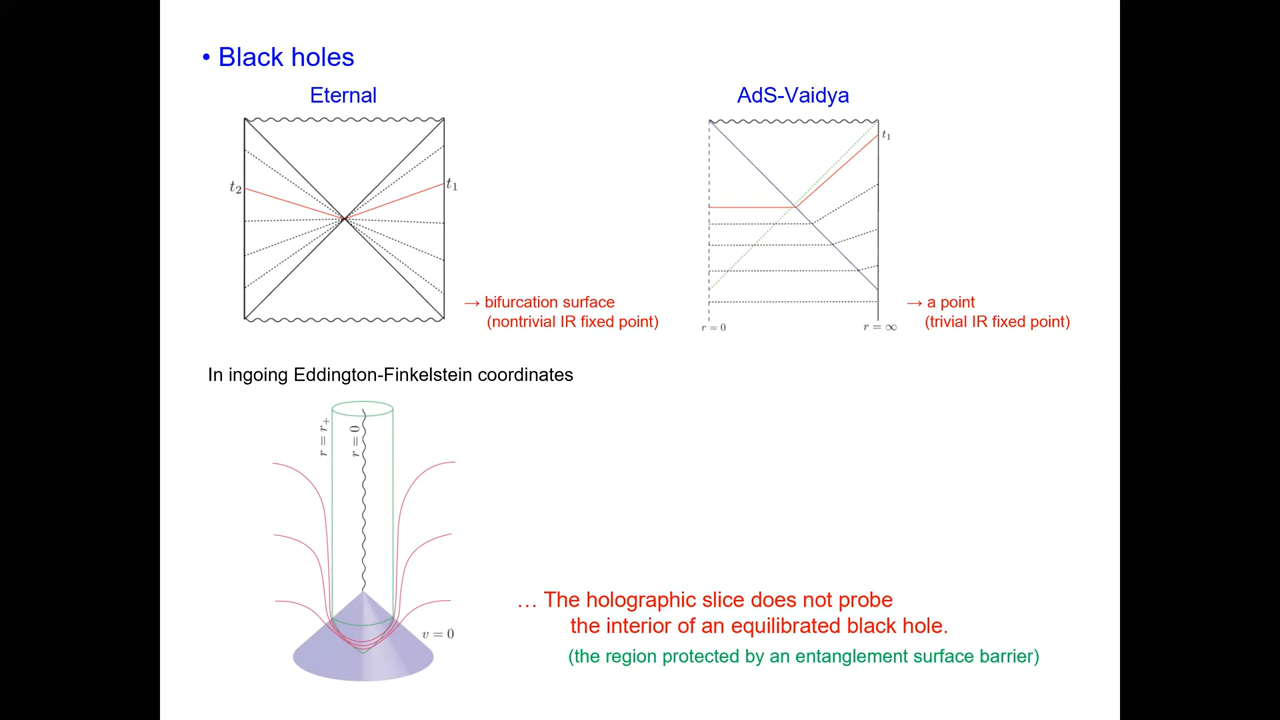 • Black holes
Eternal
AdS-Vaidya
t₂
t₁
t₁
→ bifurcation surface
(nontrivial IR fixed point)
→ a point
(trivial IR fixed point)
r = 0
r = ∞
In ingoing Eddington-Finkelstein coordinates
r = r₊
r = 0
v = 0
… The holographic slice does not probe
the interior of an equilibrated black hole.
(the region protected by an entanglement surface barrier)